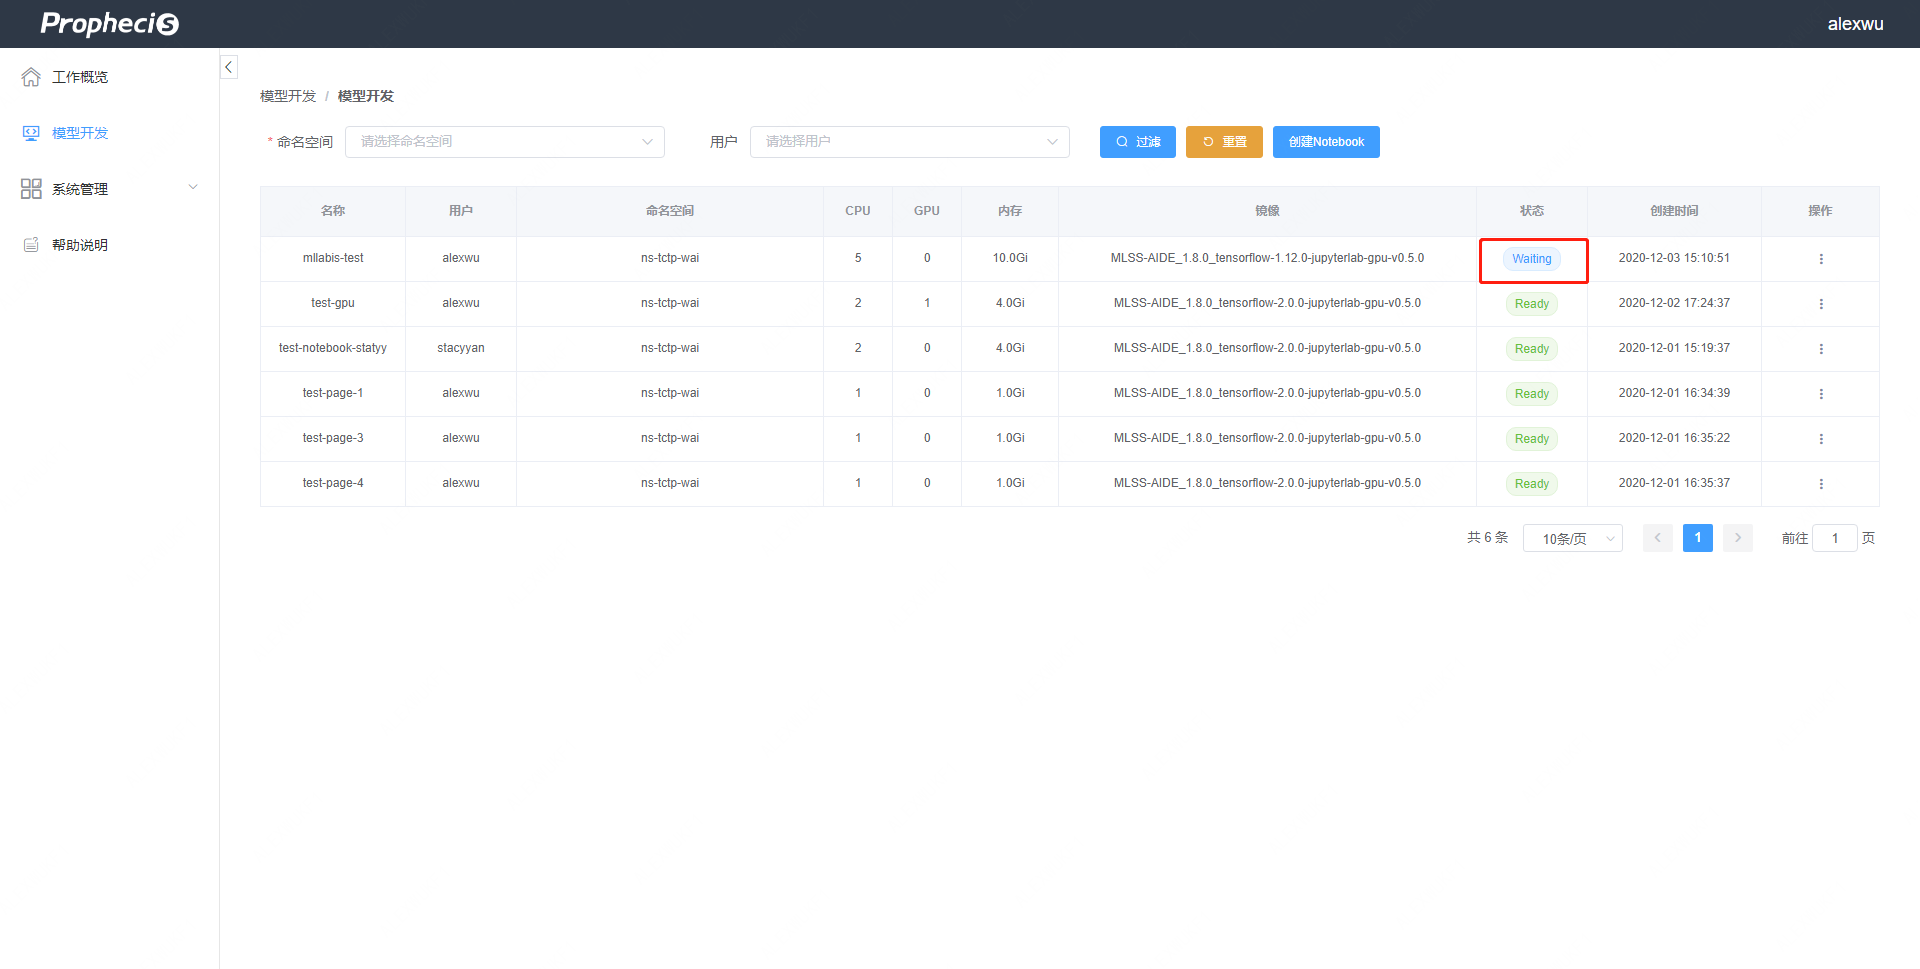 Prophecis
alexwu
工作概览
模型开发
系统管理
帮助说明
模型开发 / 模型开发
* 命名空间 请选择命名空间 用户 请选择用户 过滤 重置 创建Notebook
名称 用户 命名空间 CPU GPU 内存 镜像 状态 创建时间 操作
mllabis-test alexwu ns-tctp-wai 5 0 10.0Gi MLSS-AIDE_1.8.0_tensorflow-1.12.0-jupyterlab-gpu-v0.5.0 Waiting 2020-12-03 15:10:51
test-gpu alexwu ns-tctp-wai 2 1 4.0Gi MLSS-AIDE_1.8.0_tensorflow-2.0.0-jupyterlab-gpu-v0.5.0 Ready 2020-12-02 17:24:37
test-notebook-statyy stacyyan ns-tctp-wai 2 0 4.0Gi MLSS-AIDE_1.8.0_tensorflow-2.0.0-jupyterlab-gpu-v0.5.0 Ready 2020-12-01 15:19:37
test-page-1 alexwu ns-tctp-wai 1 0 1.0Gi MLSS-AIDE_1.8.0_tensorflow-2.0.0-jupyterlab-gpu-v0.5.0 Ready 2020-12-01 16:34:39
test-page-3 alexwu ns-tctp-wai 1 0 1.0Gi MLSS-AIDE_1.8.0_tensorflow-2.0.0-jupyterlab-gpu-v0.5.0 Ready 2020-12-01 16:35:22
test-page-4 alexwu ns-tctp-wai 1 0 1.0Gi MLSS-AIDE_1.8.0_tensorflow-2.0.0-jupyterlab-gpu-v0.5.0 Ready 2020-12-01 16:35:37
共 6 条 10条/页 1 前往 1 页